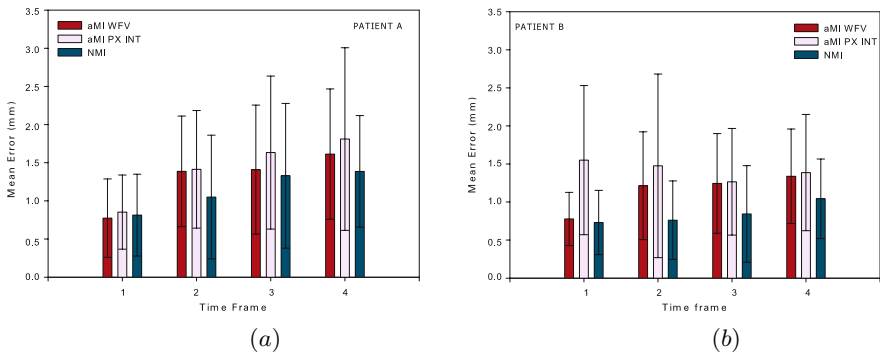 3.5
3.0
2.5
2.0
1.5
1.0
0.5
0.0
Mean Error (mm)
aMI WFV
aMI PX INT
NMI
PATIENT A
1 2 3 4
Time Frame
(a)
3.5
3.0
2.5
2.0
1.5
1.0
0.5
0.0
Mean Error (mm)
PATIENT B
aMI WFV
aMI PX INT
NMI
1 2 3 4
Time frame
(b)